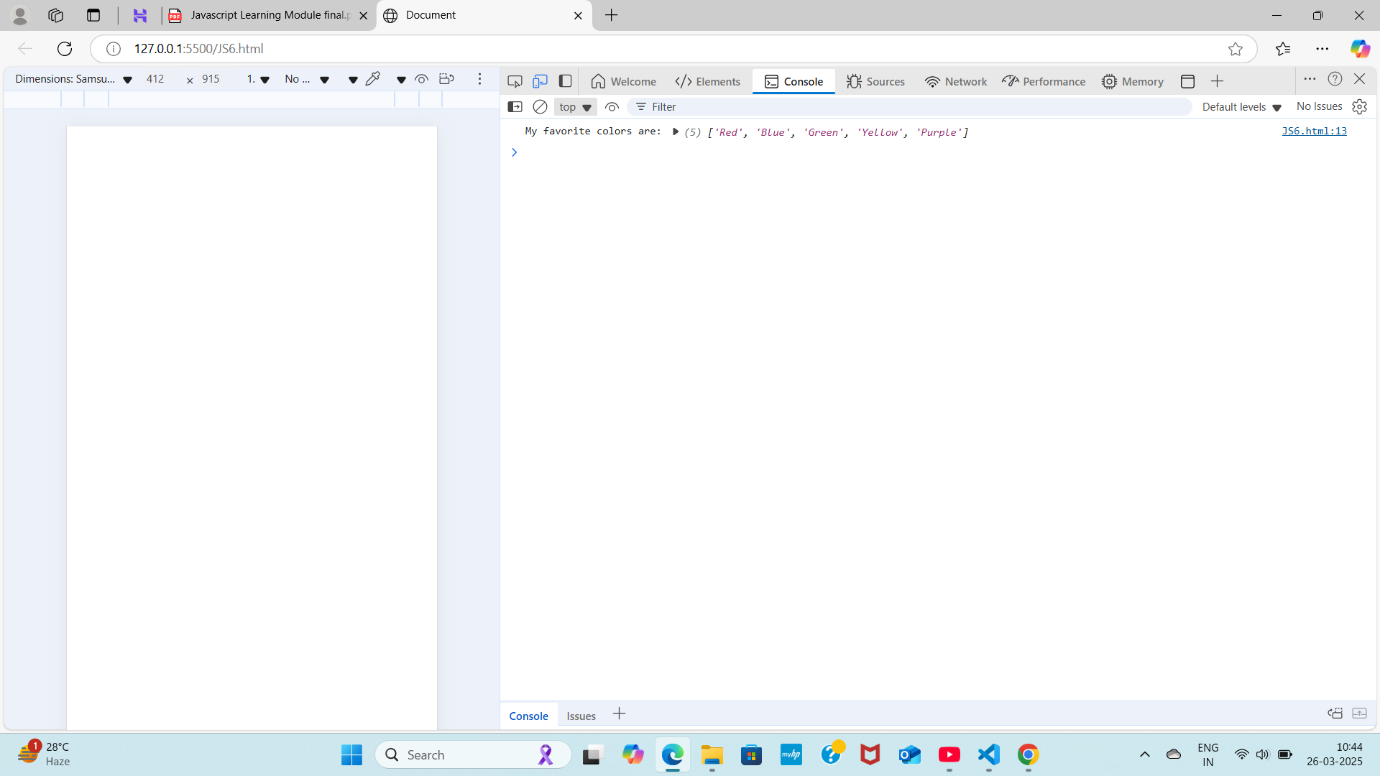 Javascript Learning Module final.p
Document
127.0.0.1:5500/JS6.html
Dimensions: Samsu... 412 × 915 1. No ...
Welcome Elements Console Sources Network Performance Memory
top Filter Default levels No Issues
My favorite colors are: (5) ['Red', 'Blue', 'Green', 'Yellow', 'Purple'] JS6.html:13
Console Issues
1 28°C
Haze
Search
myhp
ENG
IN
10:44
26-03-2025